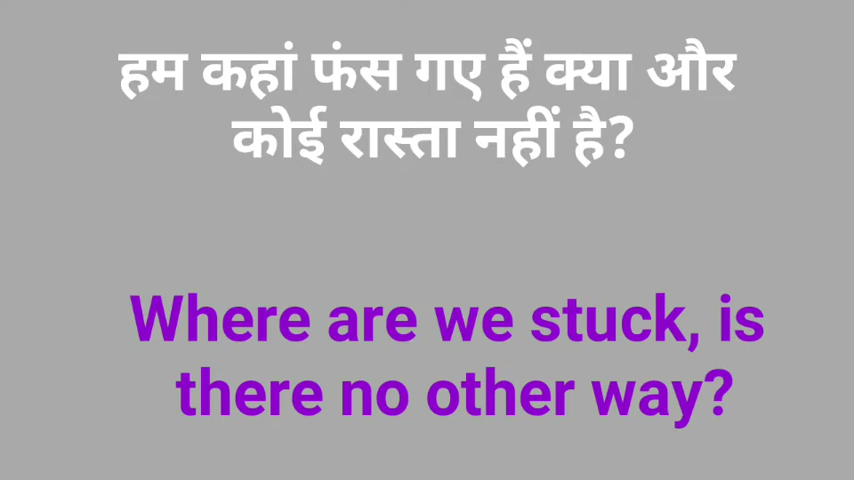 हम कहां फंस गए हैं क्या और
कोई रास्ता नहीं है?
Where are we stuck, is
there no other way?